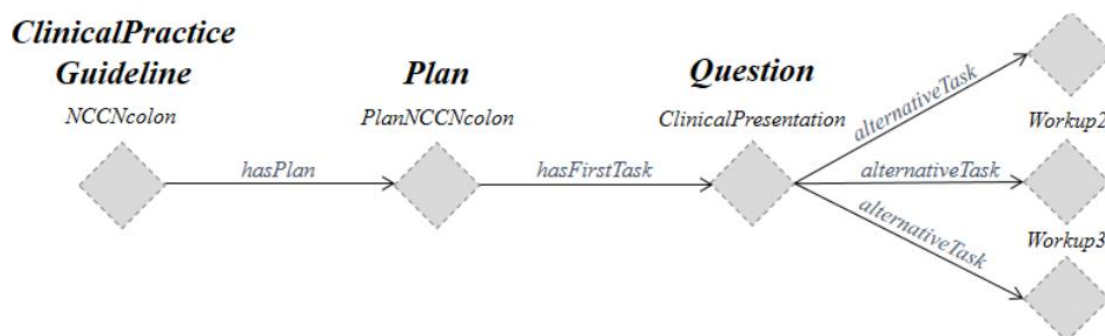 ClinicalPractice
Guideline
Plan
Question
NCCNcolon
PlanNCCNcolon
ClinicalPresentation
hasPlan
hasFirstTask
alternativeTask
alternativeTask
alternativeTask
Workup2
Workup3